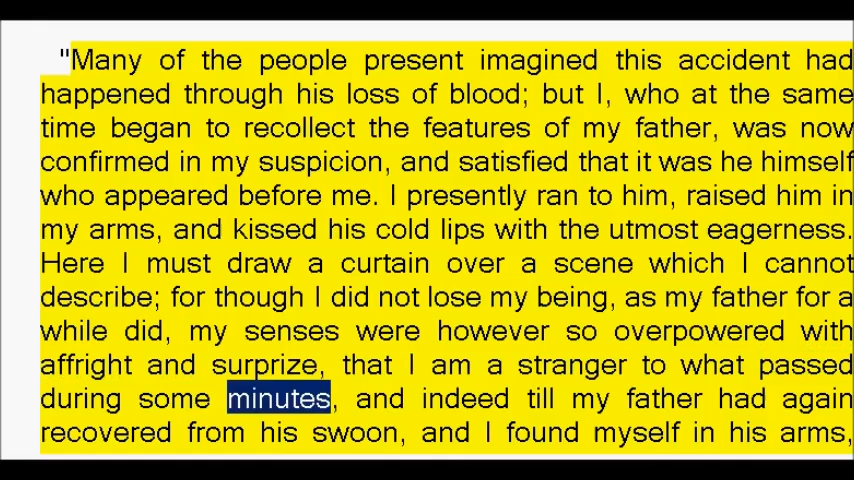 "Many of the people present imagined this accident had
happened through his loss of blood; but I, who at the same
time began to recollect the features of my father, was now
confirmed in my suspicion, and satisfied that it was he himself
who appeared before me. I presently ran to him, raised him in
my arms, and kissed his cold lips with the utmost eagerness.
Here I must draw a curtain over a scene which I cannot
describe; for though I did not lose my being, as my father for a
while did, my senses were however so overpowered with
affright and surprize, that I am a stranger to what passed
during some minutes, and indeed till my father had again
recovered from his swoon, and I found myself in his arms,